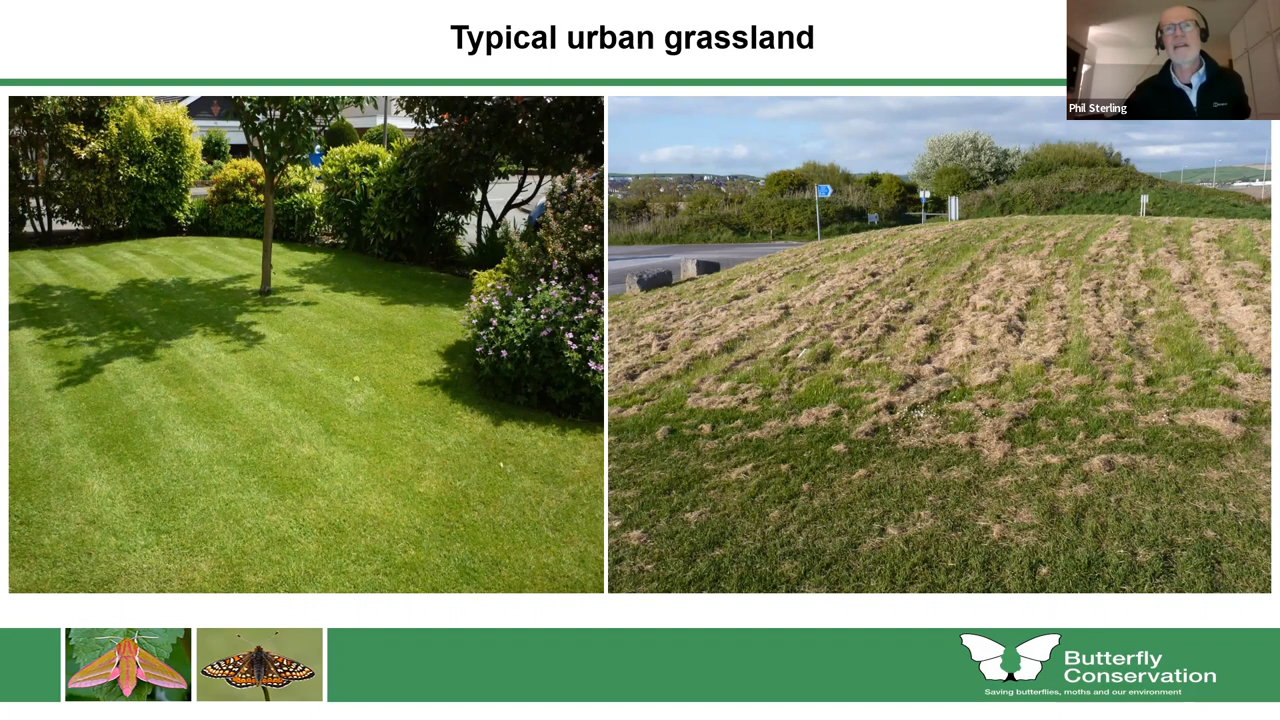 Typical urban grassland
Phil Sterling
Butterfly
Conservation
Saving butterflies, moths and our environment